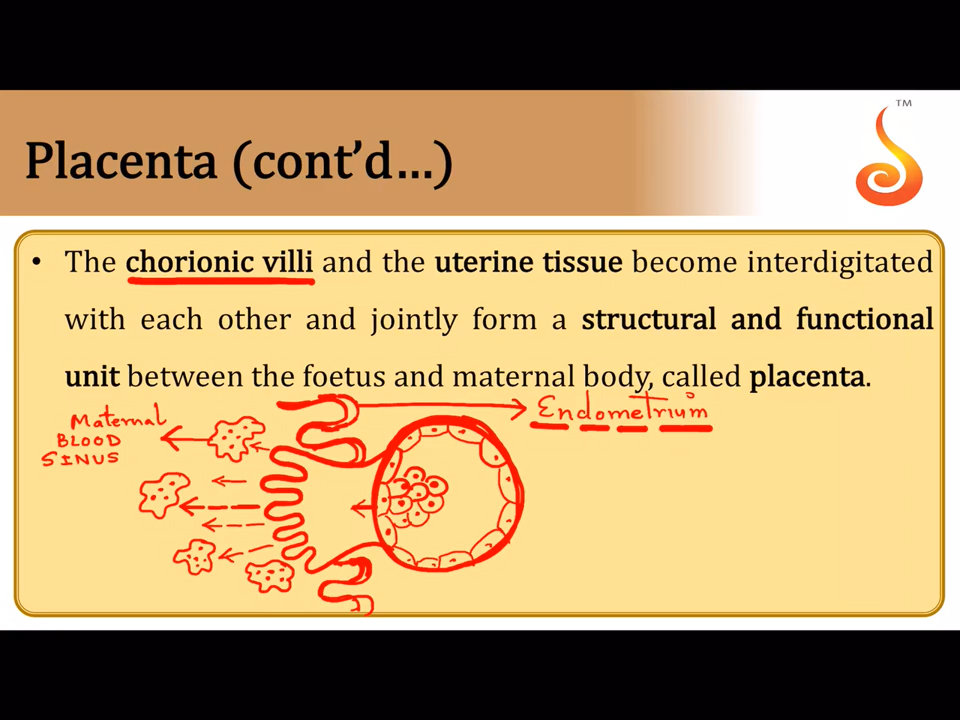 TM
Placenta (cont’d…)
• The chorionic villi and the uterine tissue become interdigitated
with each other and jointly form a structural and functional
unit between the foetus and maternal body, called placenta.
Endometrium
Maternal
BLOOD
SINUS